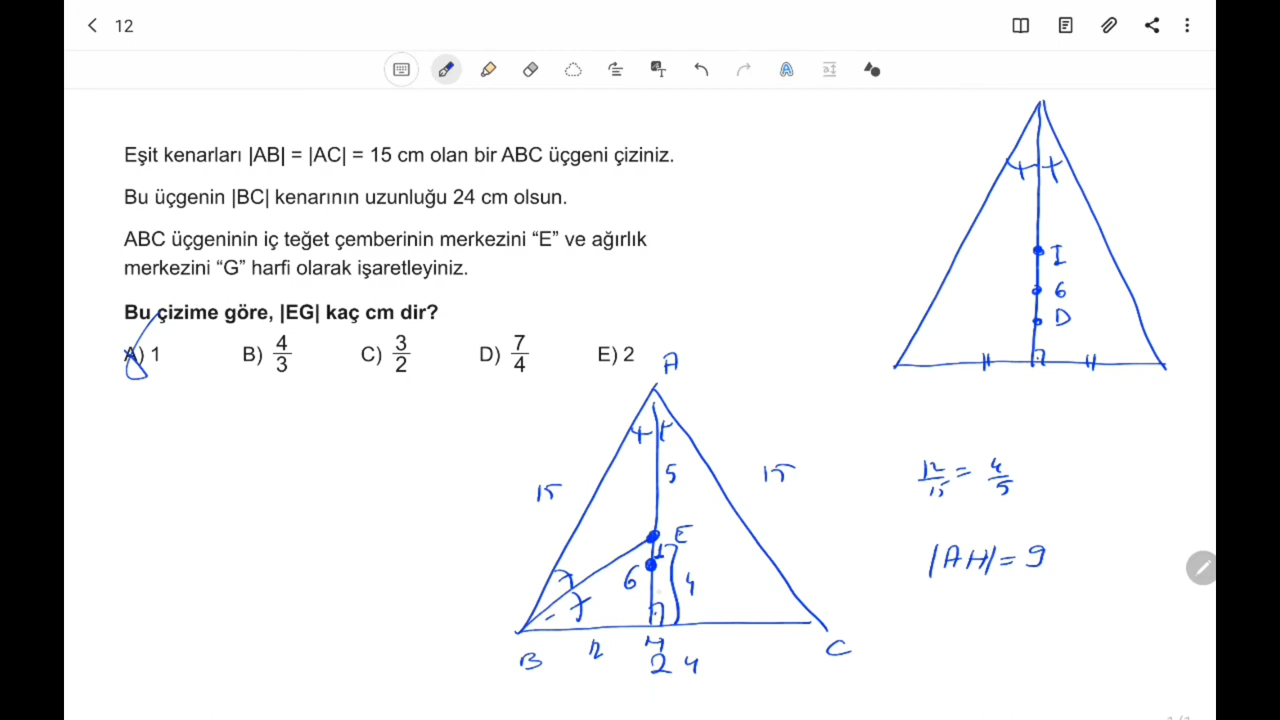 12
Eşit kenarları |AB| = |AC| = 15 cm olan bir ABC üçgeni çiziniz.
Bu üçgenin |BC| kenarının uzunluğu 24 cm olsun.
ABC üçgeninin iç teğet çemberinin merkezini “E” ve ağırlık
merkezini “G” harfi olarak işaretleyiniz.
Bu çizime göre, |EG| kaç cm dir?
A) 1 B) 4/3 C) 3/2 D) 7/4 E) 2
I
G
D
A
15
5
15
12/15 = 4/5
E
1
G
4
|AH| = 9
B
12
H
24
C